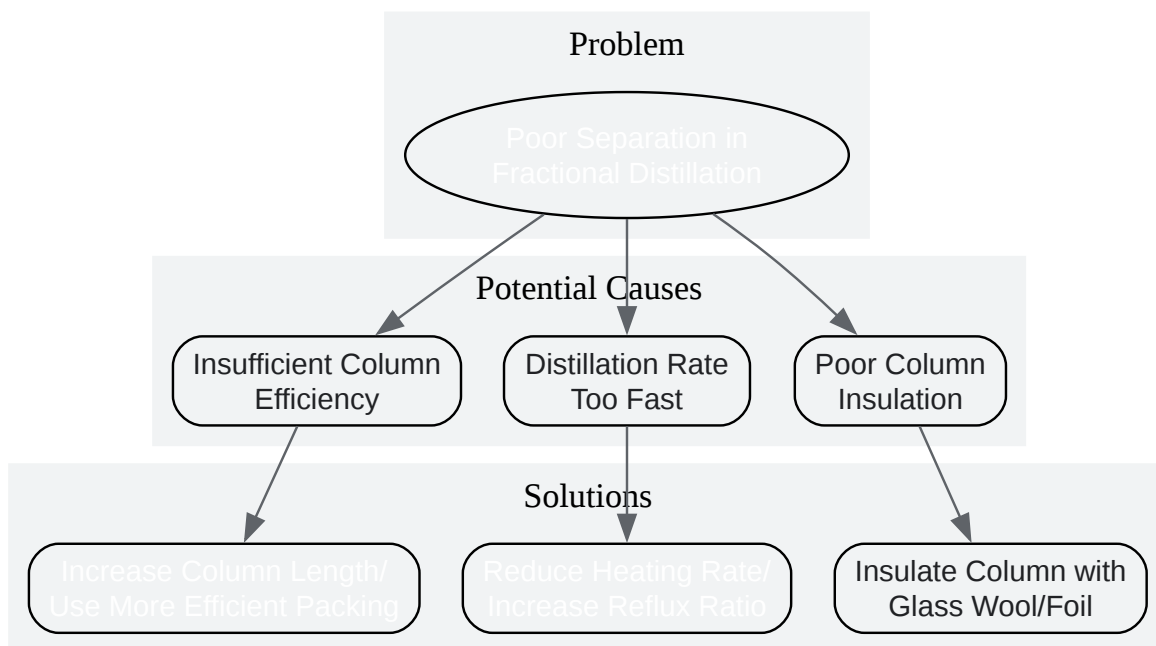 Problem
Poor Separation in
Fractional Distillation
Potential Causes
Insufficient Column
Efficiency
Distillation Rate
Too Fast
Poor Column
Insulation
Solutions
Increase Column Length/
Use More Efficient Packing
Reduce Heating Rate/
Increase Reflux Ratio
Insulate Column with
Glass Wool/Foil